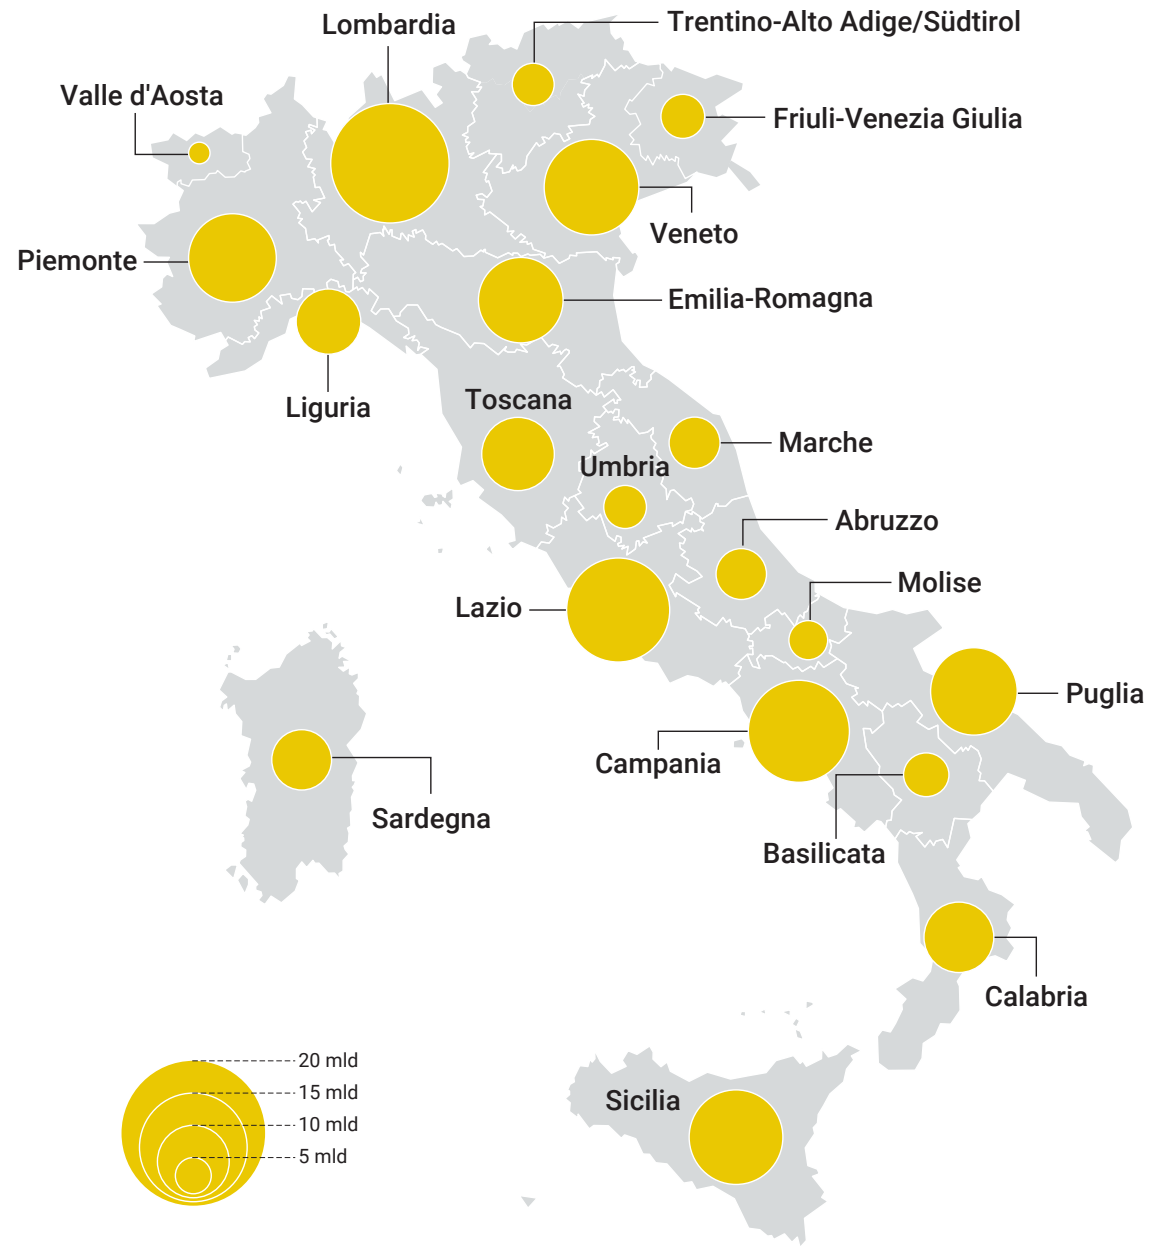 Trentino-Alto Adige/Südtirol
Lombardia
Valle d'Aosta
Friuli-Venezia Giulia
Veneto
Piemonte
Emilia-Romagna
Liguria
Toscana
Marche
Umbria
Abruzzo
Molise
Lazio
Puglia
Campania
Sardegna
Basilicata
Calabria
20 mld
15 mld
10 mld
5 mld
Sicilia